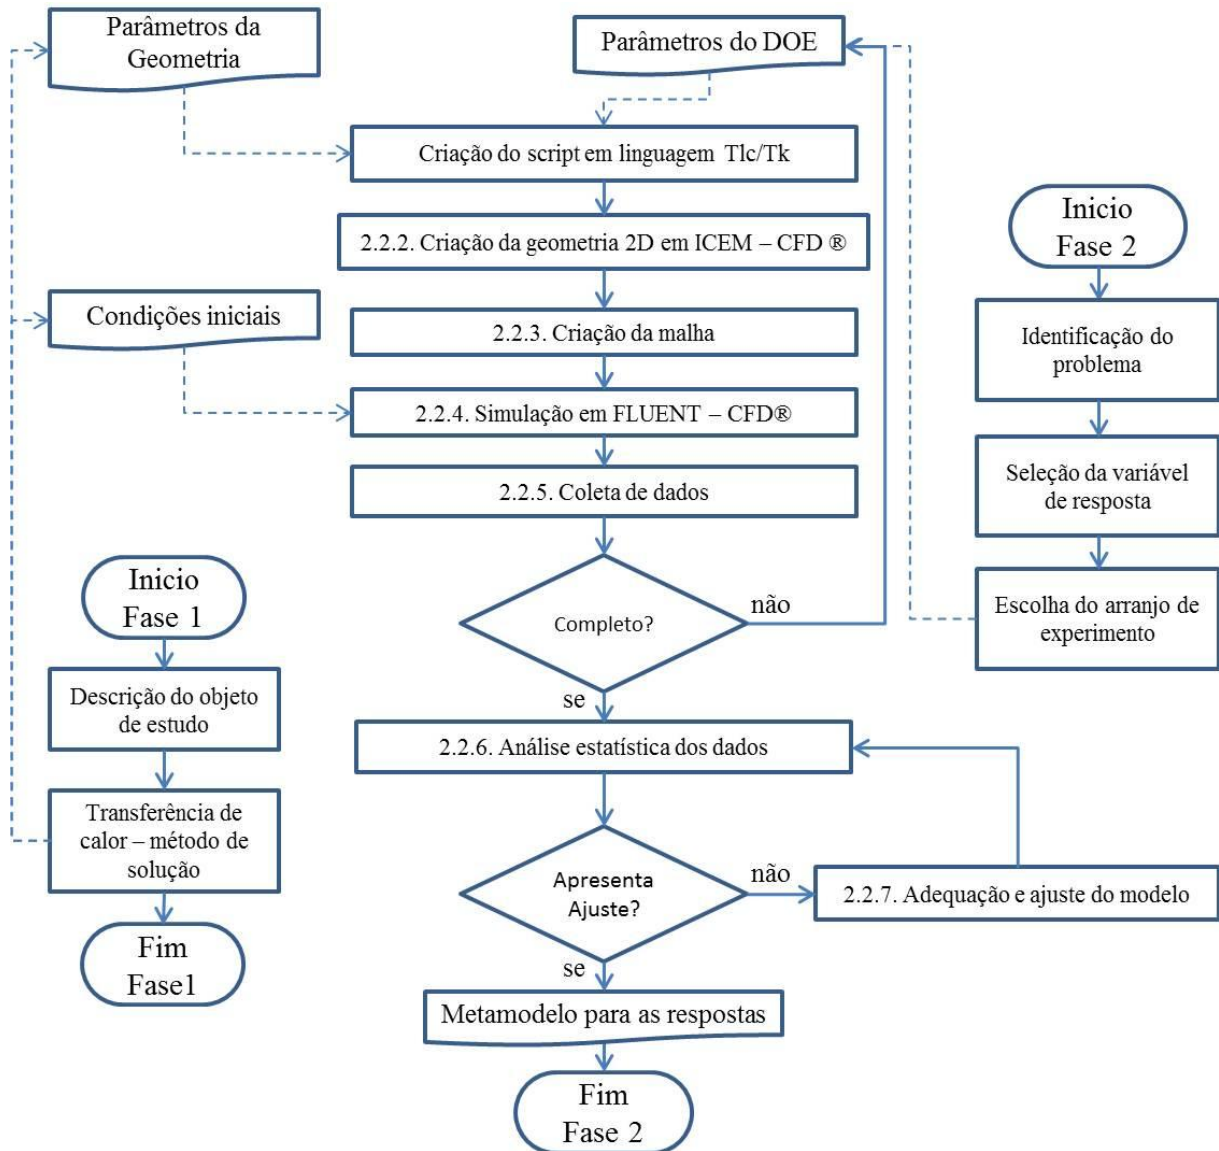 Parâmetros da
Geometria
Parâmetros do DOE
Criação do script em linguagem Tlc/Tk
2.2.2. Criação da geometria 2D em ICEM – CFD ®
Condições iniciais
2.2.3. Criação da malha
2.2.4. Simulação em FLUENT – CFD®
2.2.5. Coleta de dados
Completo?
não
se
2.2.6. Análise estatística dos dados
Apresenta
Ajuste?
não
2.2.7. Adequação e ajuste do modelo
se
Metamodelo para as respostas
Fim
Fase 2
Inicio
Fase 1
Descrição do objeto
de estudo
Transferência de
calor – método de
solução
Fim
Fase1
Inicio
Fase 2
Identificação do
problema
Seleção da variável
de resposta
Escolha do arranjo de
experimento